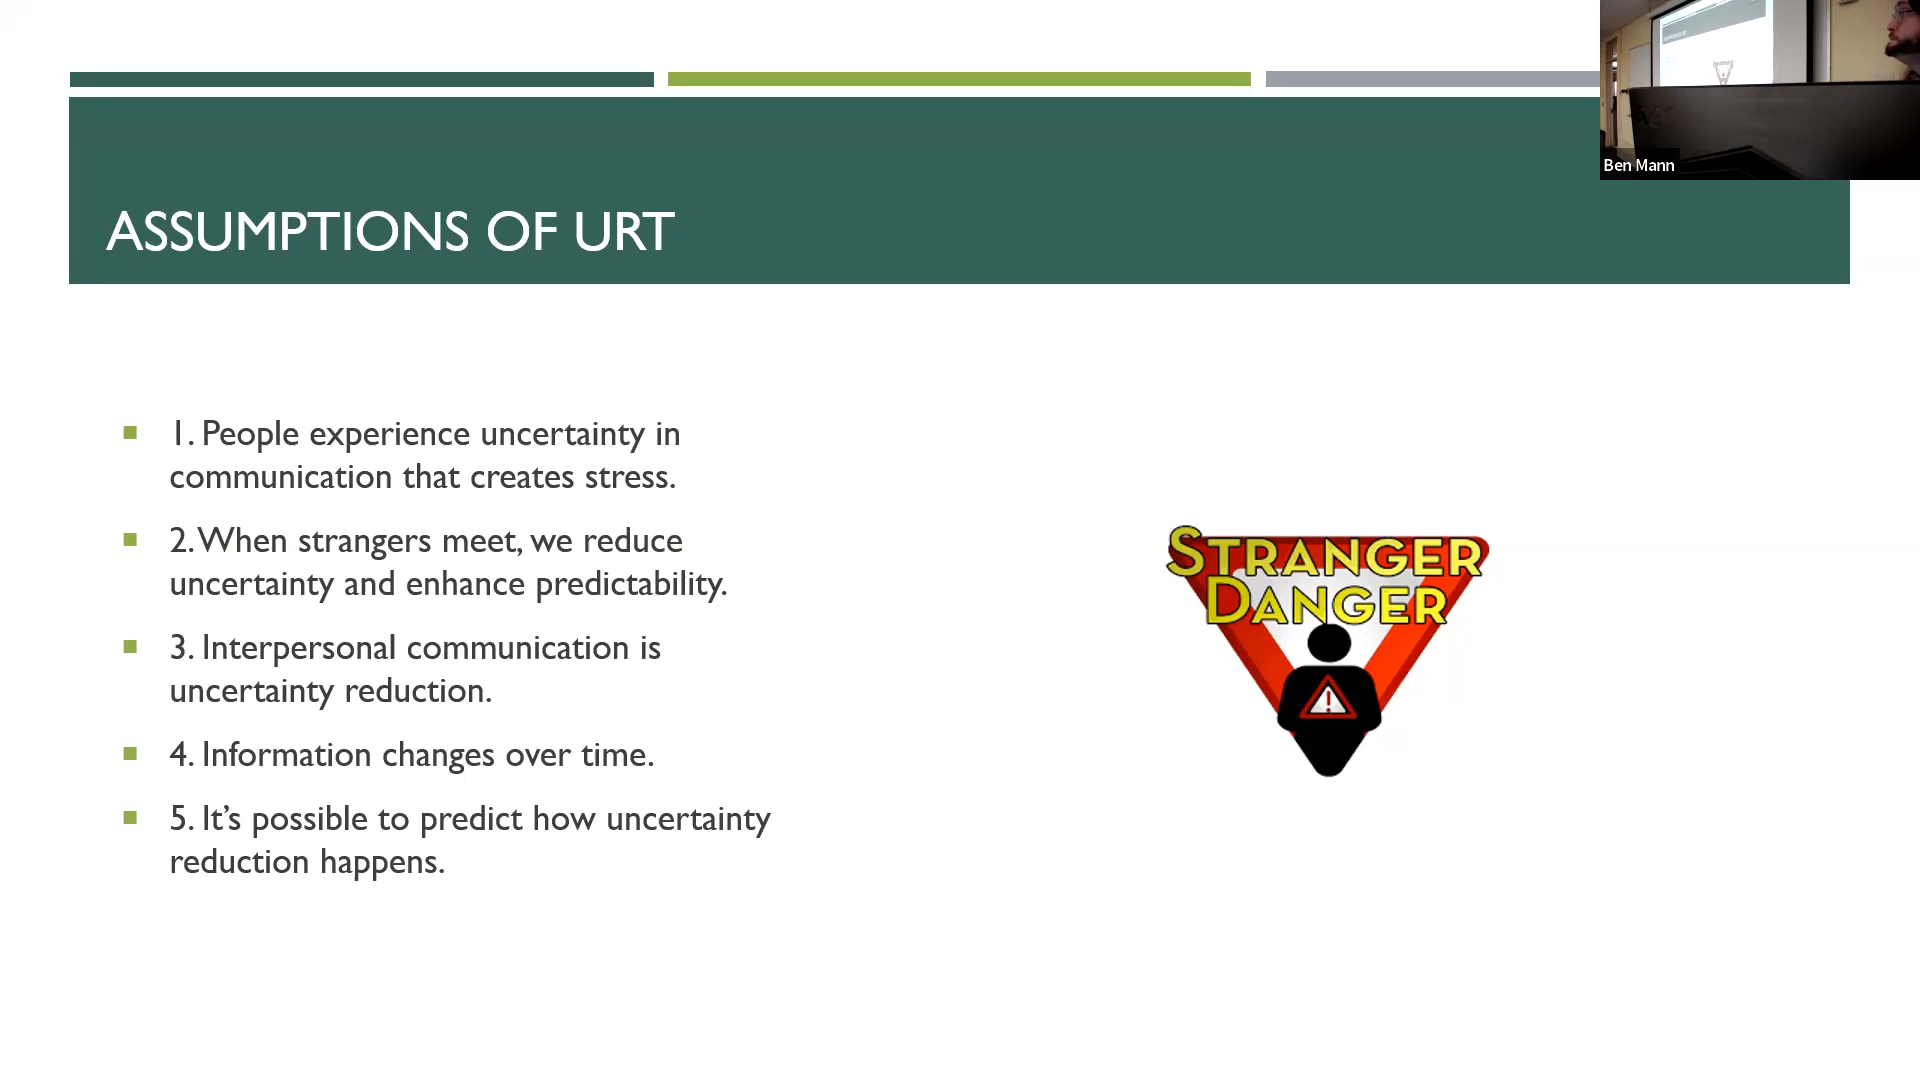 Ben Mann
ASSUMPTIONS OF URT
1. People experience uncertainty in
communication that creates stress.
2. When strangers meet, we reduce
uncertainty and enhance predictability.
3. Interpersonal communication is
uncertainty reduction.
4. Information changes over time.
5. It’s possible to predict how uncertainty
reduction happens.
STRANGER
DANGER
!